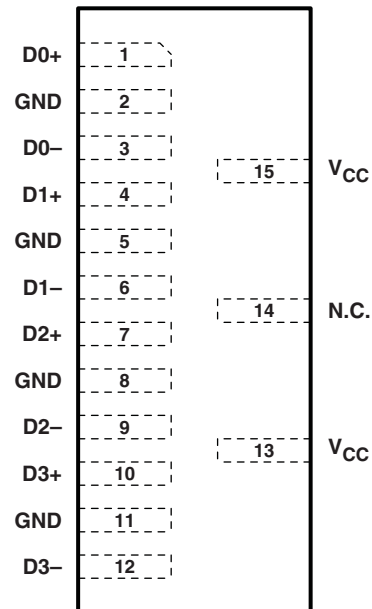 D0+ 1
GND 2
D0– 3
15 VCC
D1+ 4
GND 5
D1– 6
14 N.C.
D2+ 7
GND 8
D2– 9
13 VCC
D3+ 10
GND 11
D3– 12